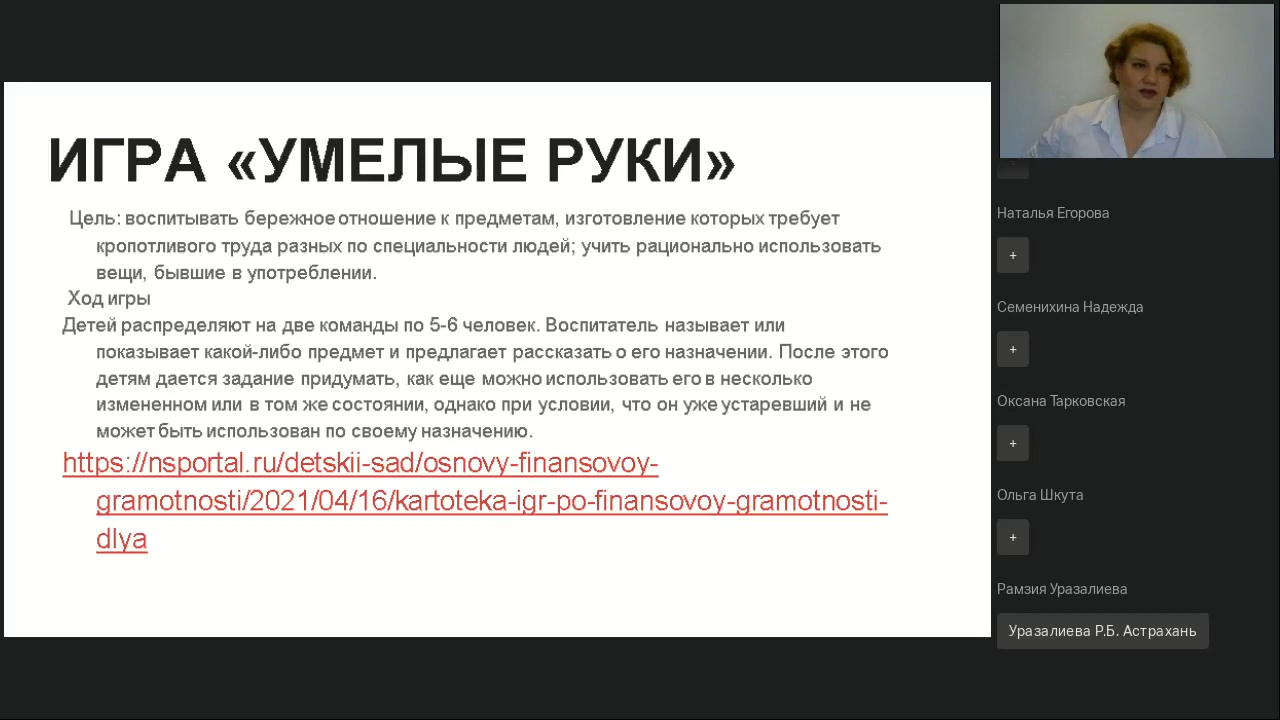 ИГРА «УМЕЛЫЕ РУКИ»
Цель: воспитывать бережное отношение к предметам, изготовление которых требует
кропотливого труда разных по специальности людей; учить рационально использовать
вещи, бывшие в употреблении.
Ход игры
Детей распределяют на две команды по 5-6 человек. Воспитатель называет или
показывает какой-либо предмет и предлагает рассказать о его назначении. После этого
детям дается задание придумать, как еще можно использовать его в несколько
измененном или в том же состоянии, однако при условии, что он уже устаревший и не
может быть использован по своему назначению.
https://nsportal.ru/detskii-sad/osnovy-finansovoy-
gramotnosti/2021/04/16/kartoteka-igr-po-finansovoy-gramotnosti-
dlya
Наталья Егорова
+
Семенихина Надежда
+
Оксана Тарковская
+
Ольга Шкута
+
Рамзия Уразалиева
Уразалиева Р.Б. Астрахань